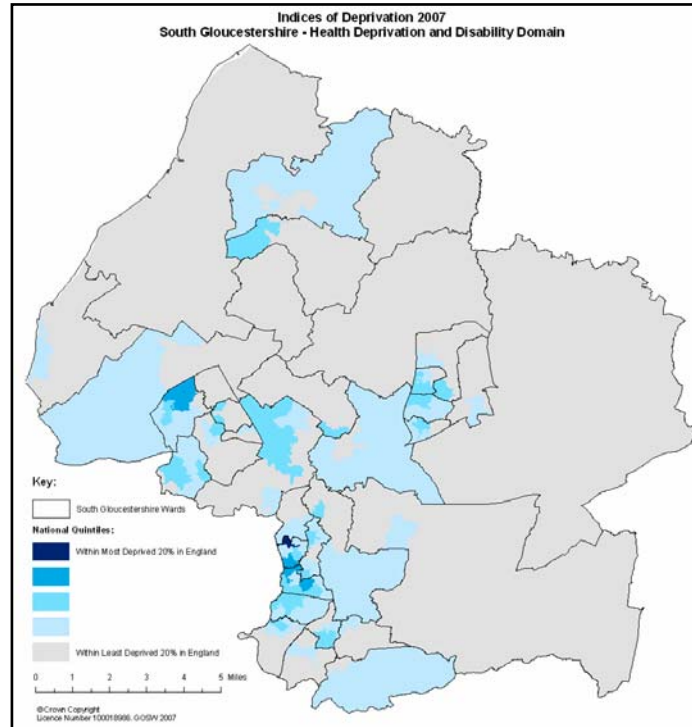 Indices of Deprivation 2007
South Gloucestershire - Health Deprivation and Disability Domain
Key:
South Gloucestershire Wards
National Quintiles:
Within Most Deprived 20% in England
Within Least Deprived 20% in England
0 1 2 3 4 5 Miles
©Crown Copyright
Licence Number 100018986. GOSW 2007